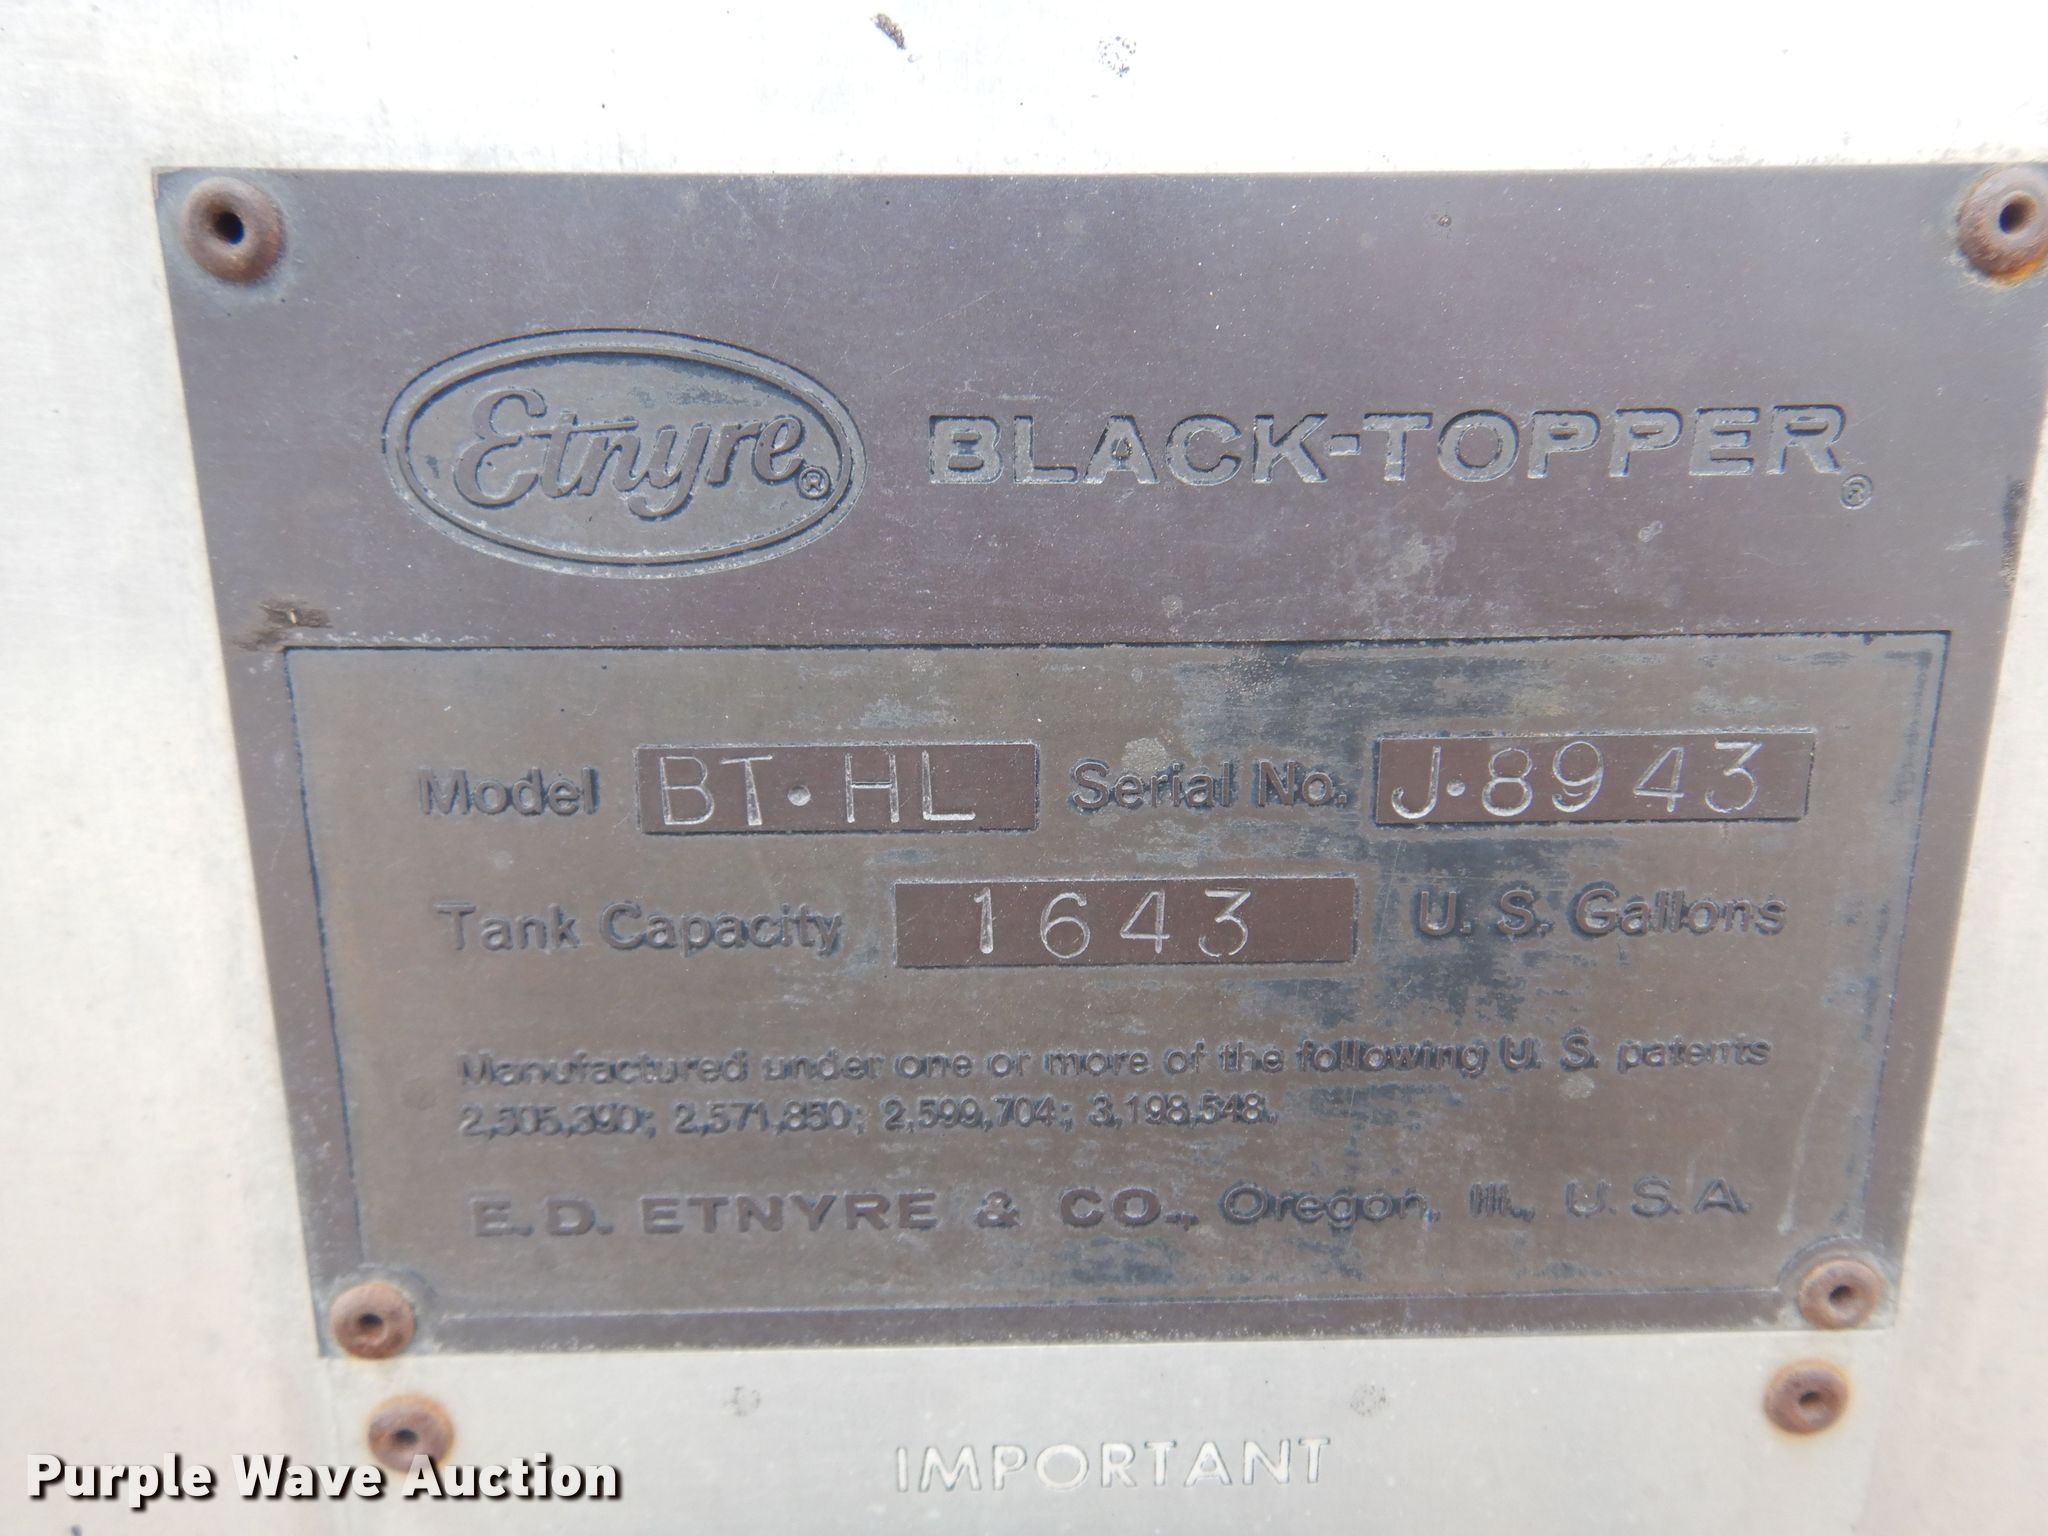 Etnyre® BLACK-TOPPER®
Model BT·HL Serial No. J·8943
Tank Capacity 1643 U. S. Gallons
Manufactured under one or more of the following U. S. patents
2,505,390; 2,571,850; 2,599,704; 3,198,548.
E. D. ETNYRE & CO., Oregon, Ill., U. S. A.
IMPORTANT
Purple Wave Auction